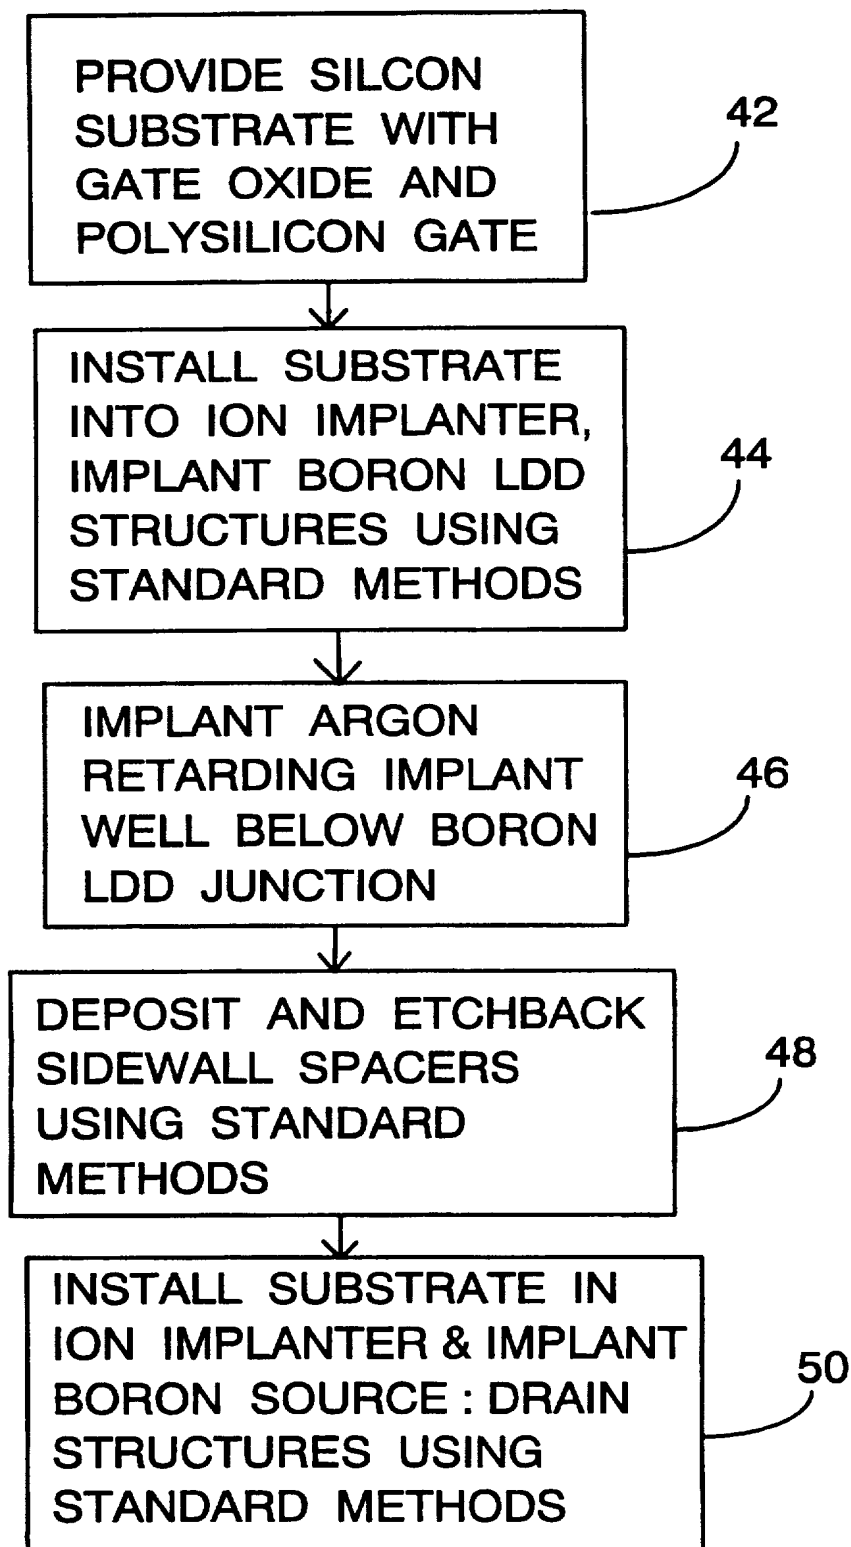 PROVIDE SILCON
SUBSTRATE WITH
GATE OXIDE AND
POLYSILICON GATE
42
INSTALL SUBSTRATE
INTO ION IMPLANTER,
IMPLANT BORON LDD
STRUCTURES USING
STANDARD METHODS
44
IMPLANT ARGON
RETARDING IMPLANT
WELL BELOW BORON
LDD JUNCTION
46
DEPOSIT AND ETCHBACK
SIDEWALL SPACERS
USING STANDARD
METHODS
48
INSTALL SUBSTRATE IN
ION IMPLANTER & IMPLANT
BORON SOURCE : DRAIN
STRUCTURES USING
STANDARD METHODS
50